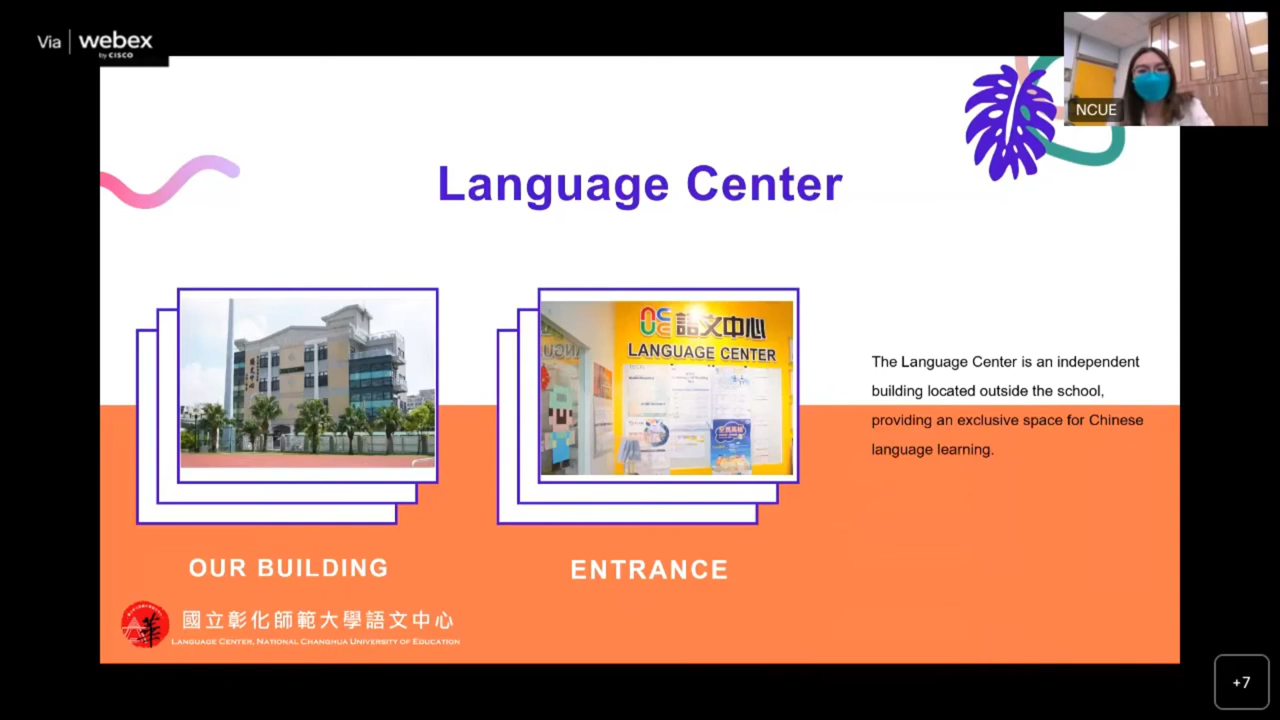 Via | webex
by CISCO
NCUE
Language Center
語文中心
LANGUAGE CENTER
The Language Center is an independent
building located outside the school,
providing an exclusive space for Chinese
language learning.
OUR BUILDING
ENTRANCE
國立彰化師範大學語文中心
LANGUAGE CENTER, NATIONAL CHANGHUA UNIVERSITY OF EDUCATION
+7